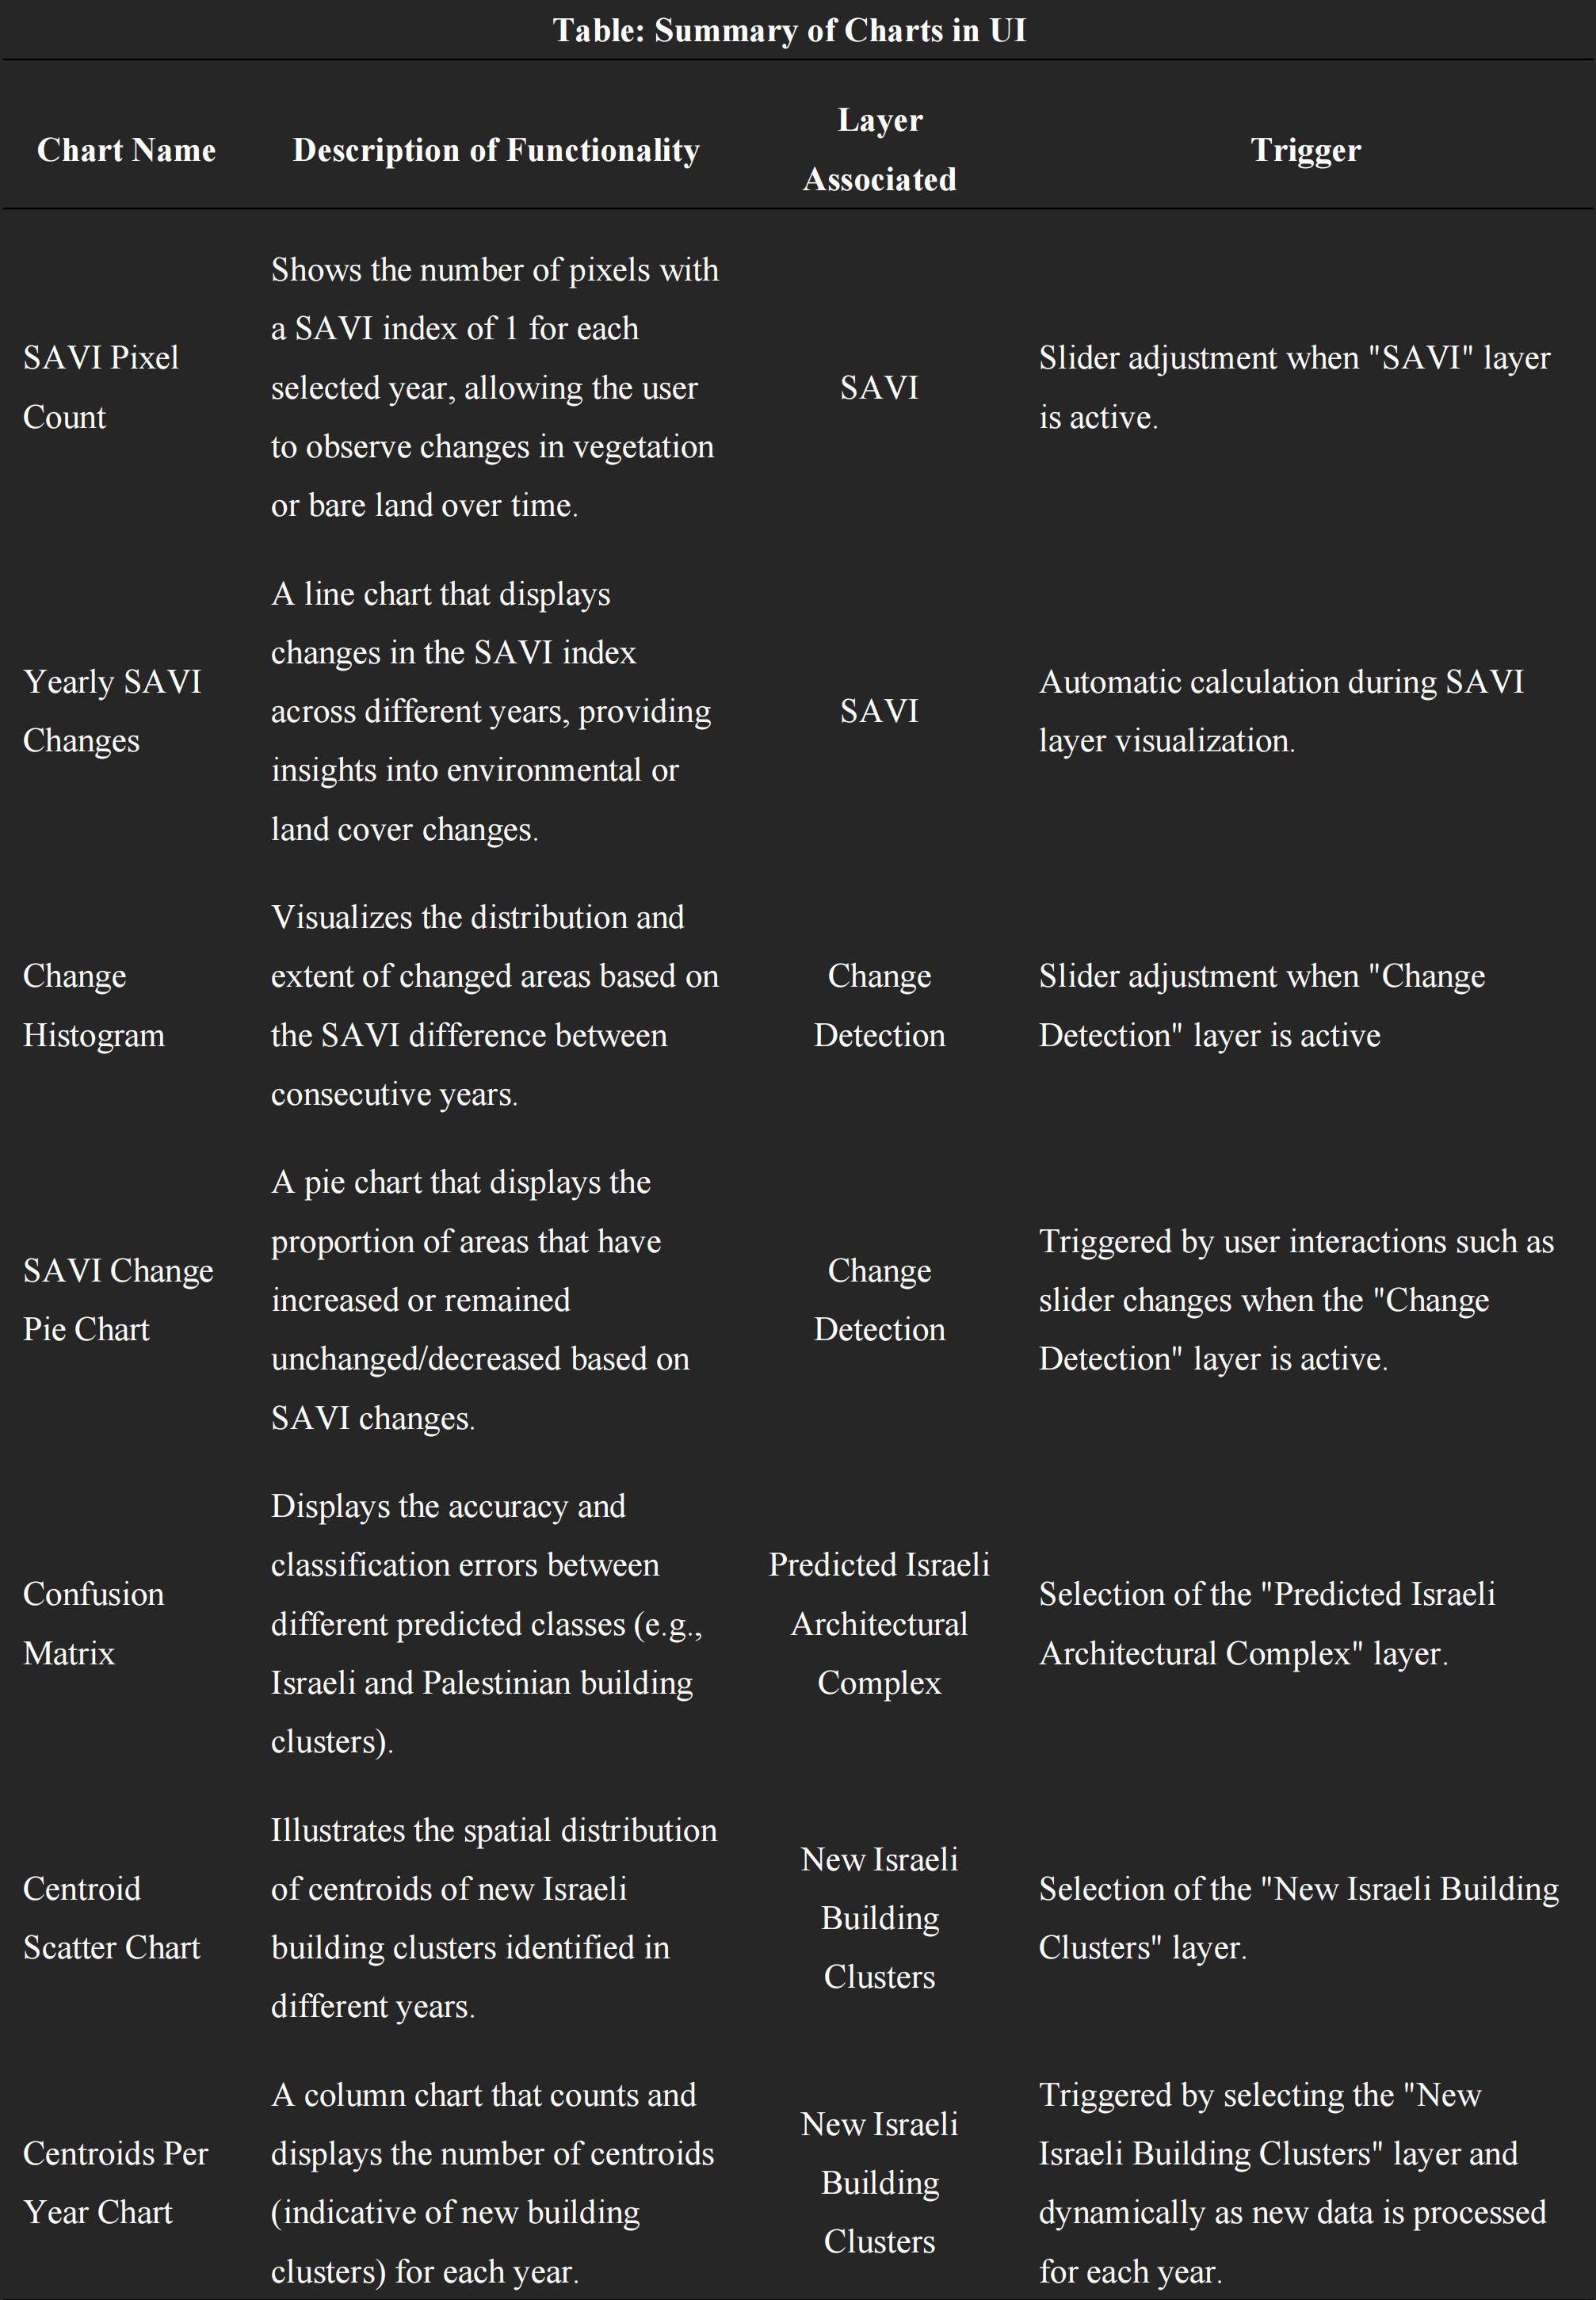 Table: Summary of Charts in UI
Chart Name
Description of Functionality
Layer
Associated
Trigger
SAVI Pixel
Count
Shows the number of pixels with
a SAVI index of 1 for each
selected year, allowing the user
to observe changes in vegetation
or bare land over time.
SAVI
Slider adjustment when "SAVI" layer
is active.
Yearly SAVI
Changes
A line chart that displays
changes in the SAVI index
across different years, providing
insights into environmental or
land cover changes.
SAVI
Automatic calculation during SAVI
layer visualization.
Change
Histogram
Visualizes the distribution and
extent of changed areas based on
the SAVI difference between
consecutive years.
Change
Detection
Slider adjustment when "Change
Detection" layer is active
SAVI Change
Pie Chart
A pie chart that displays the
proportion of areas that have
increased or remained
unchanged/decreased based on
SAVI changes.
Change
Detection
Triggered by user interactions such as
slider changes when the "Change
Detection" layer is active.
Confusion
Matrix
Displays the accuracy and
classification errors between
different predicted classes (e.g.,
Israeli and Palestinian building
clusters).
Predicted Israeli
Architectural
Complex
Selection of the "Predicted Israeli
Architectural Complex" layer.
Centroid
Scatter Chart
Illustrates the spatial distribution
of centroids of new Israeli
building clusters identified in
different years.
New Israeli
Building
Clusters
Selection of the "New Israeli Building
Clusters" layer.
Centroids Per
Year Chart
A column chart that counts and
displays the number of centroids
(indicative of new building
clusters) for each year.
New Israeli
Building
Clusters
Triggered by selecting the "New
Israeli Building Clusters" layer and
dynamically as new data is processed
for each year.